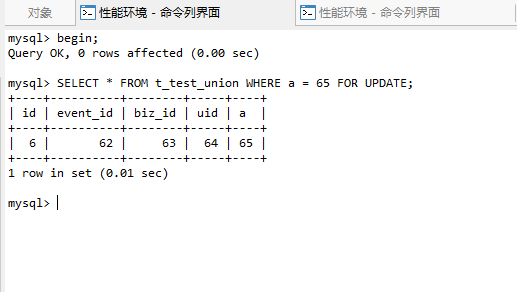 对象 性能环境 - 命令列界面 性能环境 - 命令列界面
mysql> begin;
Query OK, 0 rows affected (0.00 sec)
mysql> SELECT * FROM t_test_union WHERE a = 65 FOR UPDATE;
+----+----------+--------+-----+----+
| id | event_id | biz_id | uid | a  |
+----+----------+--------+-----+----+
|  6 |       62 |     63 |  64 | 65 |
+----+----------+--------+-----+----+
1 row in set (0.01 sec)
mysql>